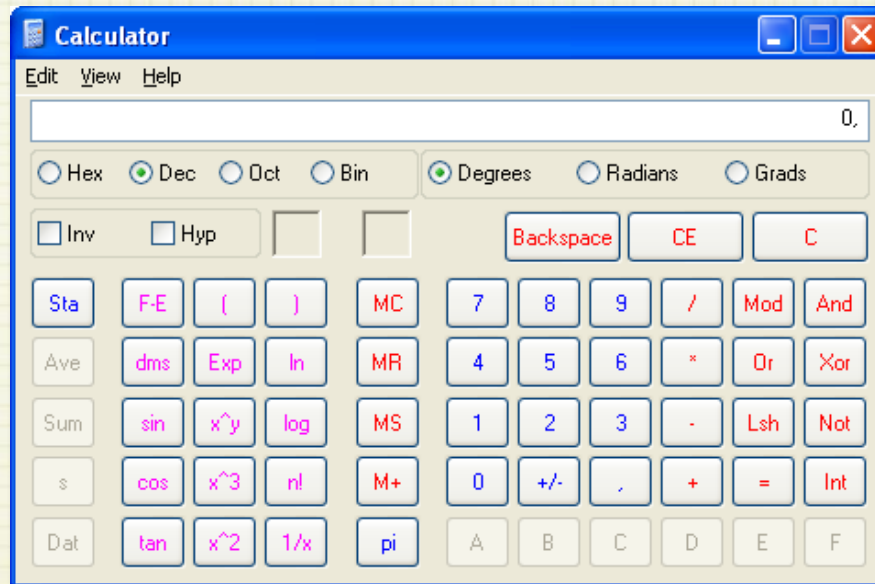 Calculator
Edit View Help
0,
Hex Dec Oct Bin Degrees Radians Grads
Inv Hyp Backspace CE C
Sta F-E ( ) MC 7 8 9 / Mod And
Ave dms Exp ln MR 4 5 6 * Or Xor
Sum sin x^y log MS 1 2 3 - Lsh Not
s cos x^3 n! M+ 0 +/- , + = Int
Dat tan x^2 1/x pi A B C D E F